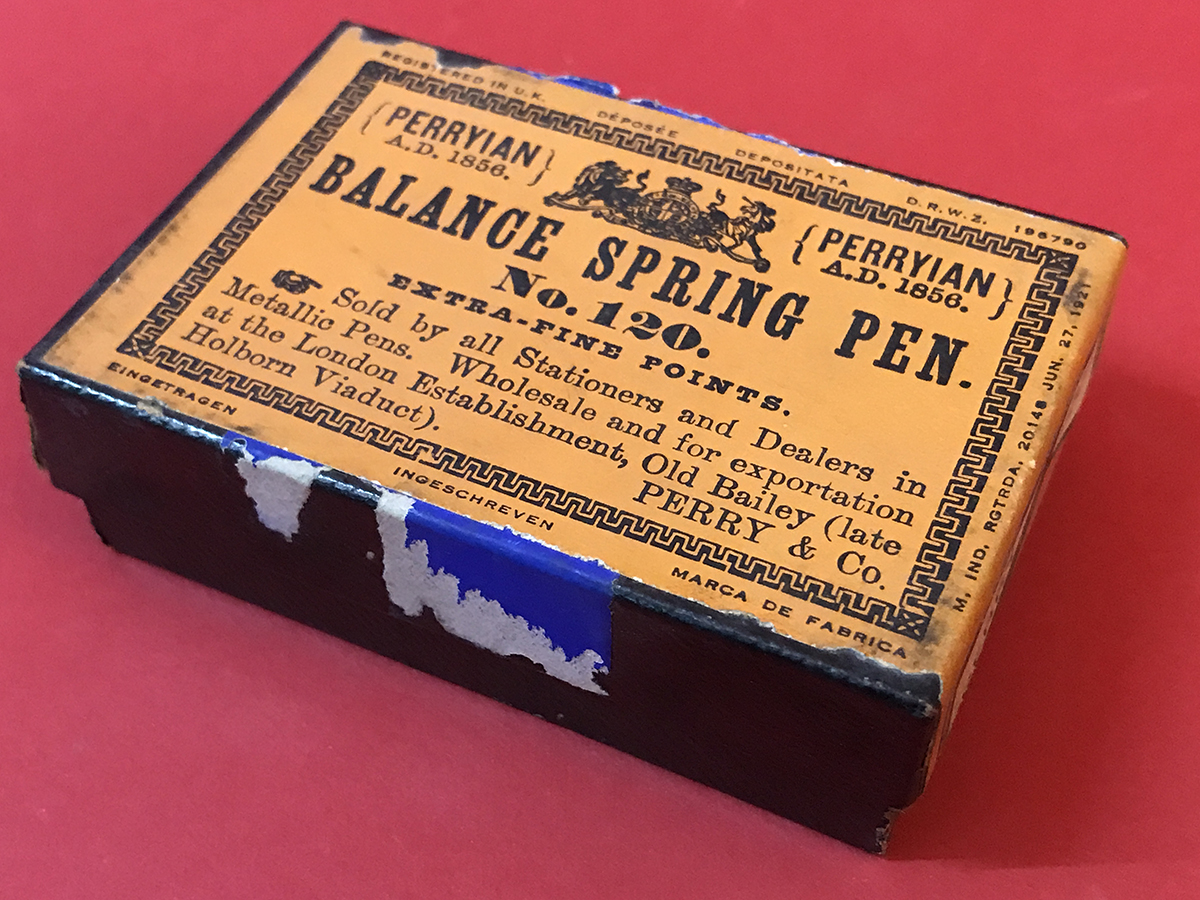 REGISTERED IN U.K. DÉPOSÉE DEPOSITATA D.R.W.Z. 195790
{PERRYIAN}
A.D. 1856.
{PERRYIAN}
A.D. 1856.
BALANCE SPRING PEN.
No. 120.
EXTRA-FINE POINTS.
Sold by all Stationers and Dealers in
Metallic Pens. Wholesale and for exportation
at the London Establishment, Old Bailey (late
Holborn Viaduct). PERRY & Co.
EINGETRAGEN INGESCHREVEN MARCA DE FABRICA
M. IND. RGTRDA. 20148 JUN. 27, 1921